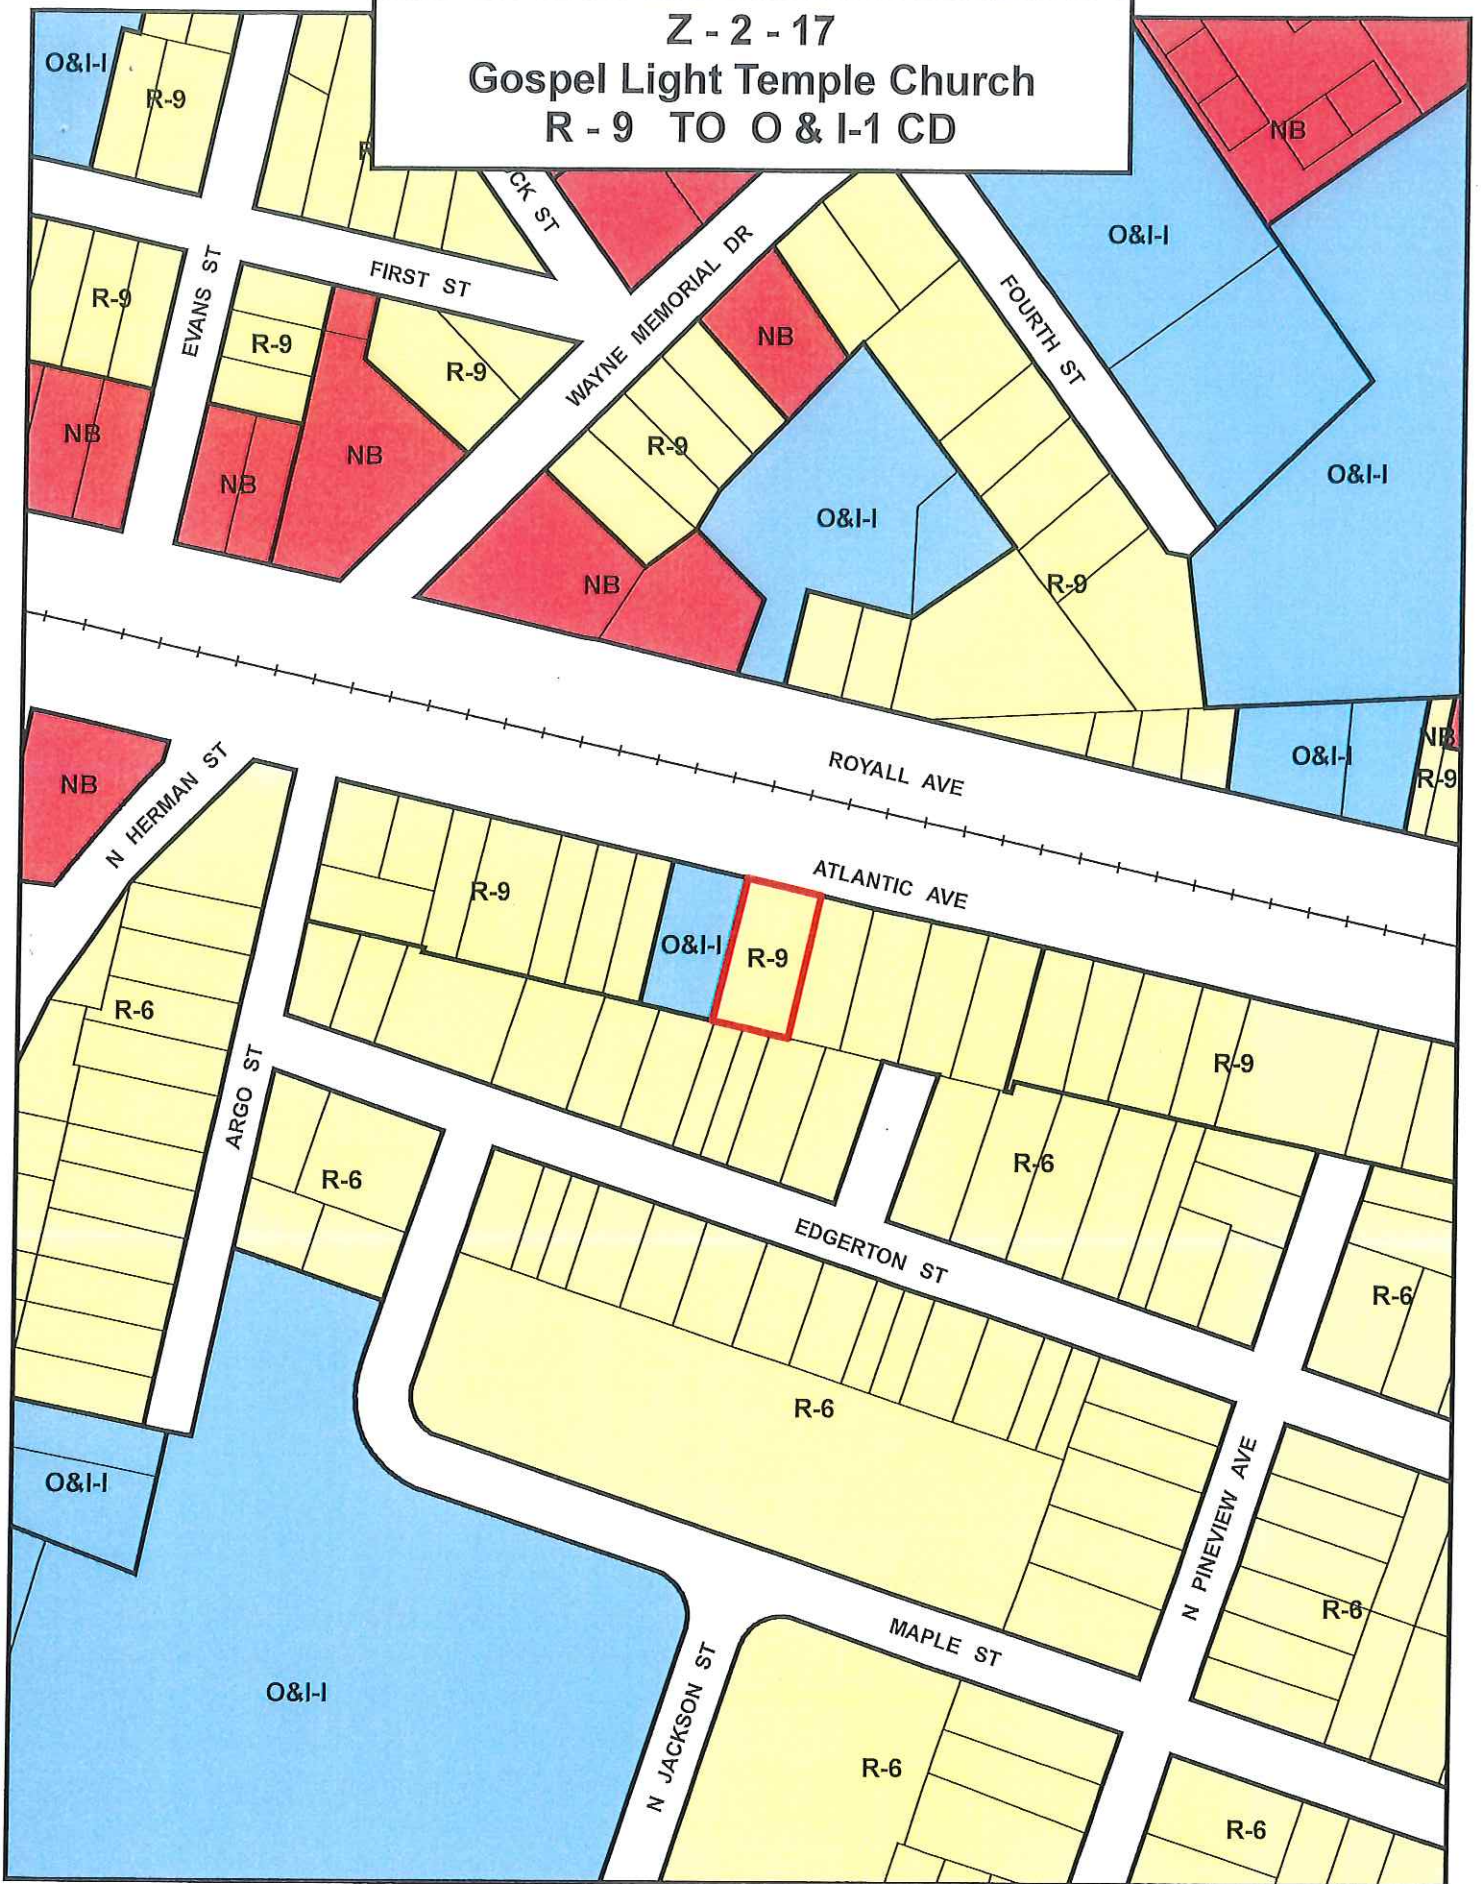 Z - 2 - 17
Gospel Light Temple Church
R - 9 TO O & I-1 CD
O&I-I
R-9
NB
CK ST
O&I-I
WAYNE MEMORIAL DR
FIRST ST
EVANS ST
R-9
FOURTH ST
NB
R-9
R-9
NB
R-9
NB
NB
O&I-I
O&I-I
NB
R-9
ROYALL AVE
NB
O&I-I
NB
R-9
N HERMAN ST
ATLANTIC AVE
R-9
O&I-I
R-9
R-6
ARGO ST
R-9
R-6
R-6
EDGERTON ST
R-6
R-6
O&I-I
N PINEVIEW AVE
R-6
MAPLE ST
O&I-I
N JACKSON ST
R-6
R-6